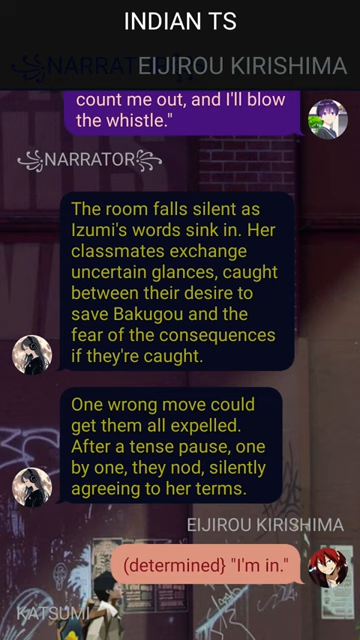 INDIAN TS
NARRATOR
EIJIROU KIRISHIMA
count me out, and I'll blow
the whistle."
NARRATOR
The room falls silent as
Izumi's words sink in. Her
classmates exchange
uncertain glances, caught
between their desire to
save Bakugou and the
fear of the consequences
if they're caught.
One wrong move could
get them all expelled.
After a tense pause, one
by one, they nod, silently
agreeing to her terms.
EIJIROU KIRISHIMA
(determined} "I'm in."
KATSUMI